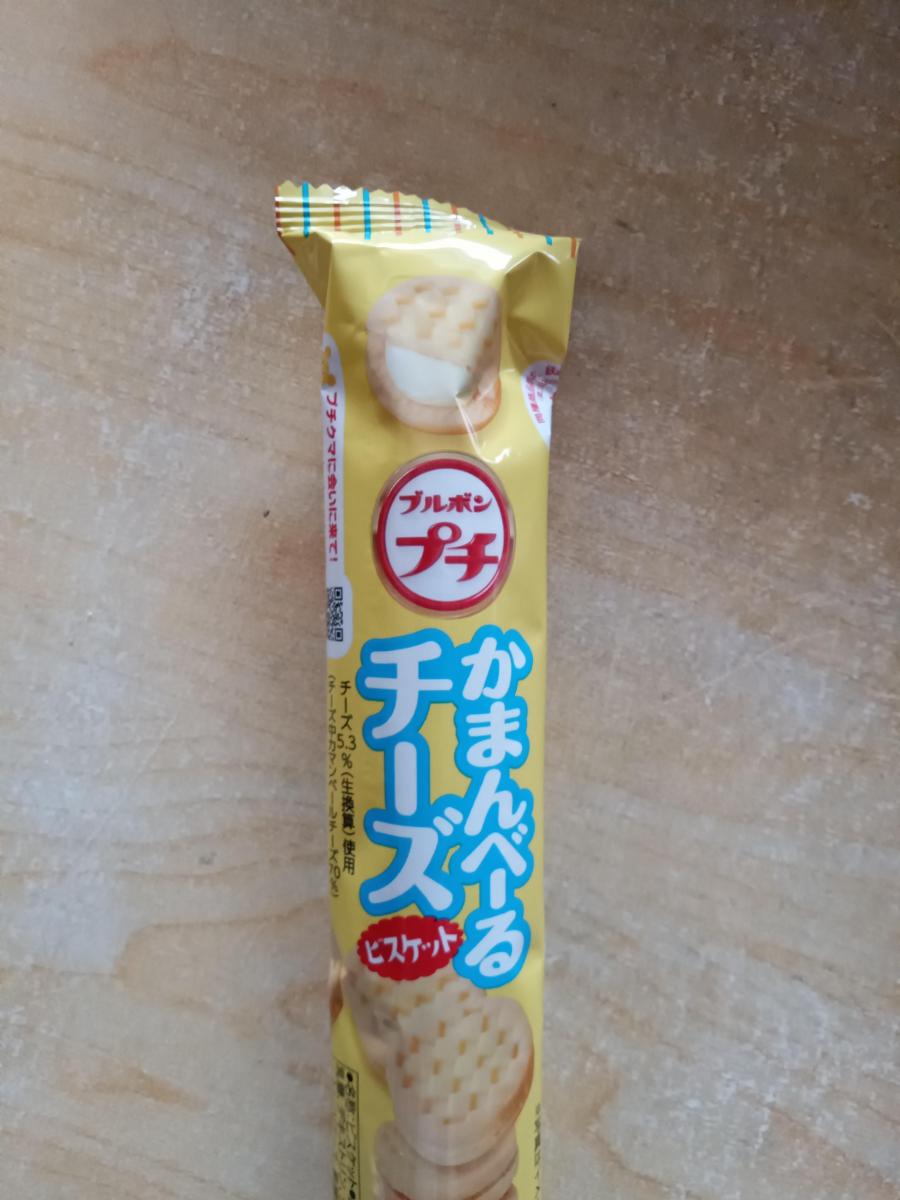 ブルボン
プチ
かまんべーる
チーズ
ビスケット
プチクマに会いに来て!
チーズ5.3%(生換算)使用
(チーズ中カマンベールチーズ70%)